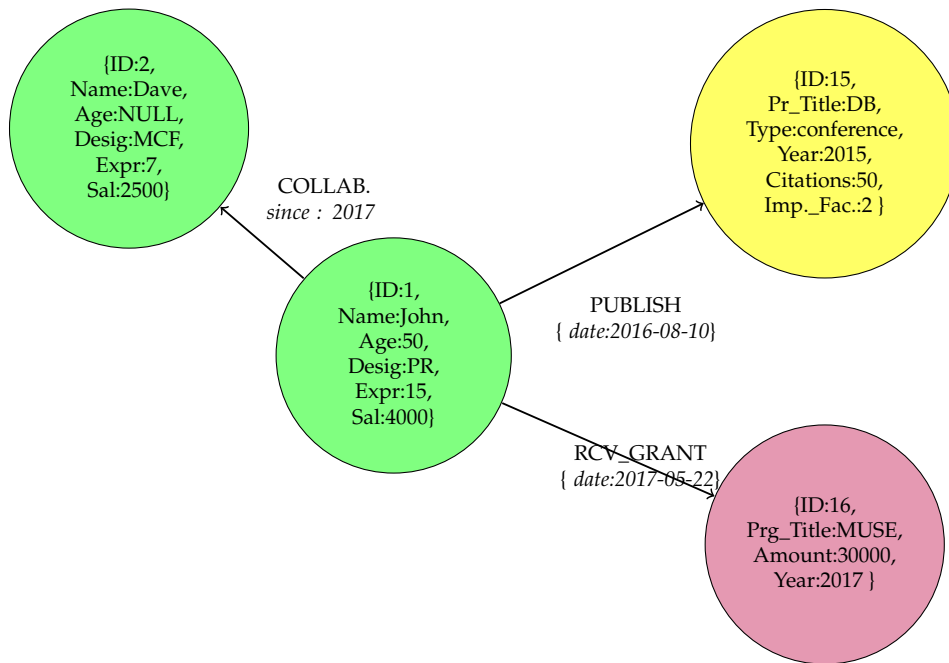 {ID:2,
Name:Dave,
Age:NULL,
Desig:MCF,
Expr:7,
Sal:2500}
{ID:15,
Pr_Title:DB,
Type:conference,
Year:2015,
Citations:50,
Imp._Fac.:2 }
COLLAB.
since : 2017
{ID:1,
Name:John,
Age:50,
Desig:PR,
Expr:15,
Sal:4000}
PUBLISH
{ date:2016-08-10}
RCV_GRANT
{ date:2017-05-22}
{ID:16,
Prg_Title:MUSE,
Amount:30000,
Year:2017 }